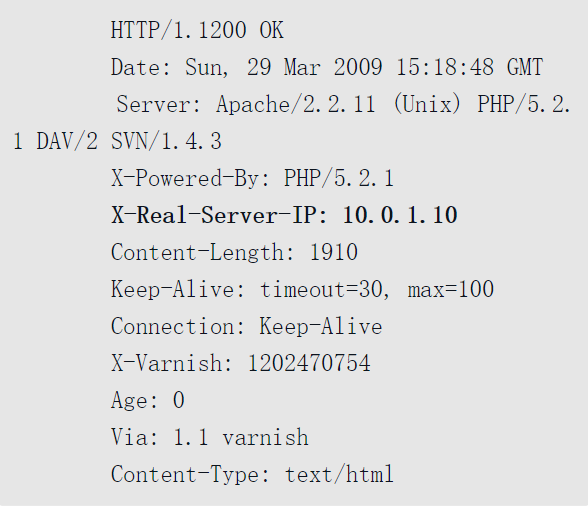 HTTP/1.1200 OK
Date: Sun, 29 Mar 2009 15:18:48 GMT
Server: Apache/2.2.11 (Unix) PHP/5.2.
1 DAV/2 SVN/1.4.3
X-Powered-By: PHP/5.2.1
X-Real-Server-IP: 10.0.1.10
Content-Length: 1910
Keep-Alive: timeout=30, max=100
Connection: Keep-Alive
X-Varnish: 1202470754
Age: 0
Via: 1.1 varnish
Content-Type: text/html